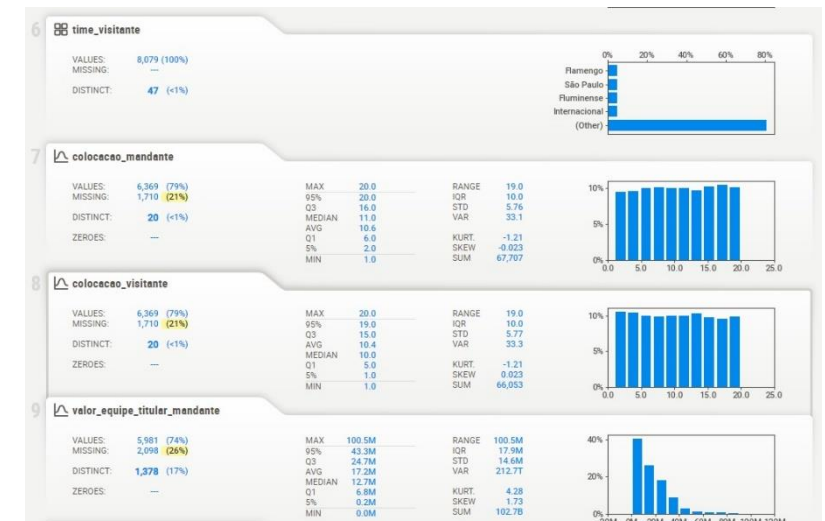 6 time_visitante
VALUES: 8,079 (100%)
MISSING: ---
DISTINCT: 47 (<1%)
0% 20% 40% 60% 80%
Flamengo
São Paulo
Fluminense
Internacional
(Other)
7 colocacao_mandante
VALUES: 6,369 (79%)
MISSING: 1,710 (21%)
DISTINCT: 20 (<1%)
ZEROES: ---
MAX 20.0
95% 20.0
Q3 16.0
MEDIAN 11.0
AVG 10.6
Q1 6.0
5% 2.0
MIN 1.0
RANGE 19.0
IQR 10.0
STD 5.76
VAR 33.1
KURT. -1.21
SKEW -0.023
SUM 67,707
10%
5%
0%
0.0 5.0 10.0 15.0 20.0 25.0
8 colocacao_visitante
VALUES: 6,369 (79%)
MISSING: 1,710 (21%)
DISTINCT: 20 (<1%)
ZEROES: ---
MAX 20.0
95% 19.0
Q3 15.0
AVG 10.4
MEDIAN 10.0
Q1 5.0
5% 1.0
MIN 1.0
RANGE 19.0
IQR 10.0
STD 5.77
VAR 33.3
KURT. -1.21
SKEW 0.023
SUM 66,053
10%
5%
0%
0.0 5.0 10.0 15.0 20.0 25.0
9 valor_equipe_titular_mandante
VALUES: 5,981 (74%)
MISSING: 2,098 (26%)
DISTINCT: 1,378 (17%)
ZEROES: ---
MAX 100.5M
95% 43.3M
Q3 24.7M
AVG 17.2M
MEDIAN 12.7M
Q1 6.8M
5% 0.2M
MIN 0.0M
RANGE 100.5M
IQR 17.9M
STD 14.6M
VAR 212.7T
KURT. 4.28
SKEW 1.73
SUM 102.7B
40%
20%
0%